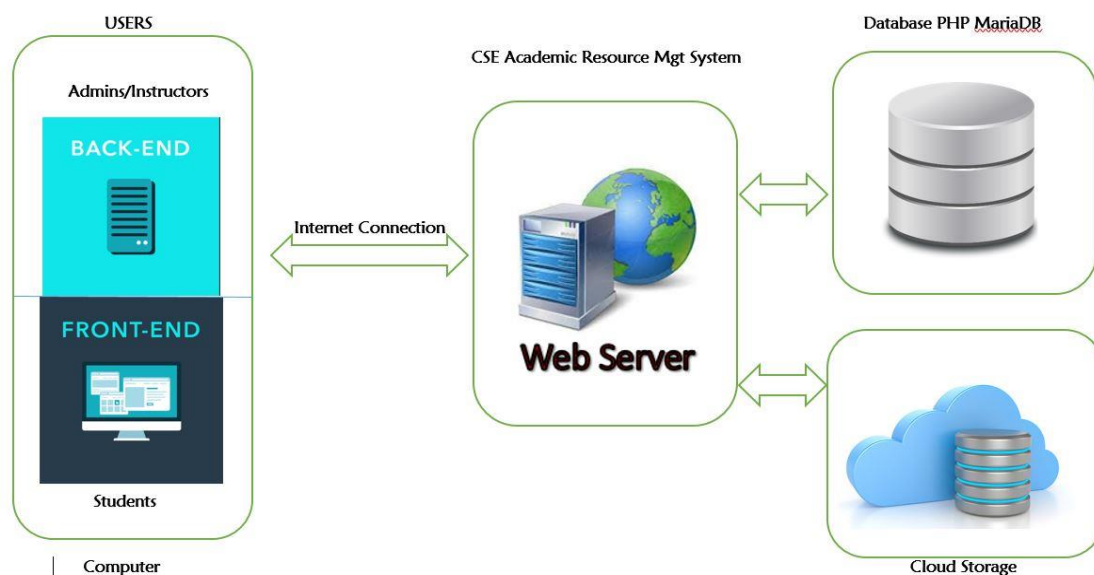 USERS
Admins/Instructors
BACK-END
FRONT-END
Students
Computer
Internet Connection
CSE Academic Resource Mgt System
Web Server
Database PHP MariaDB
Cloud Storage